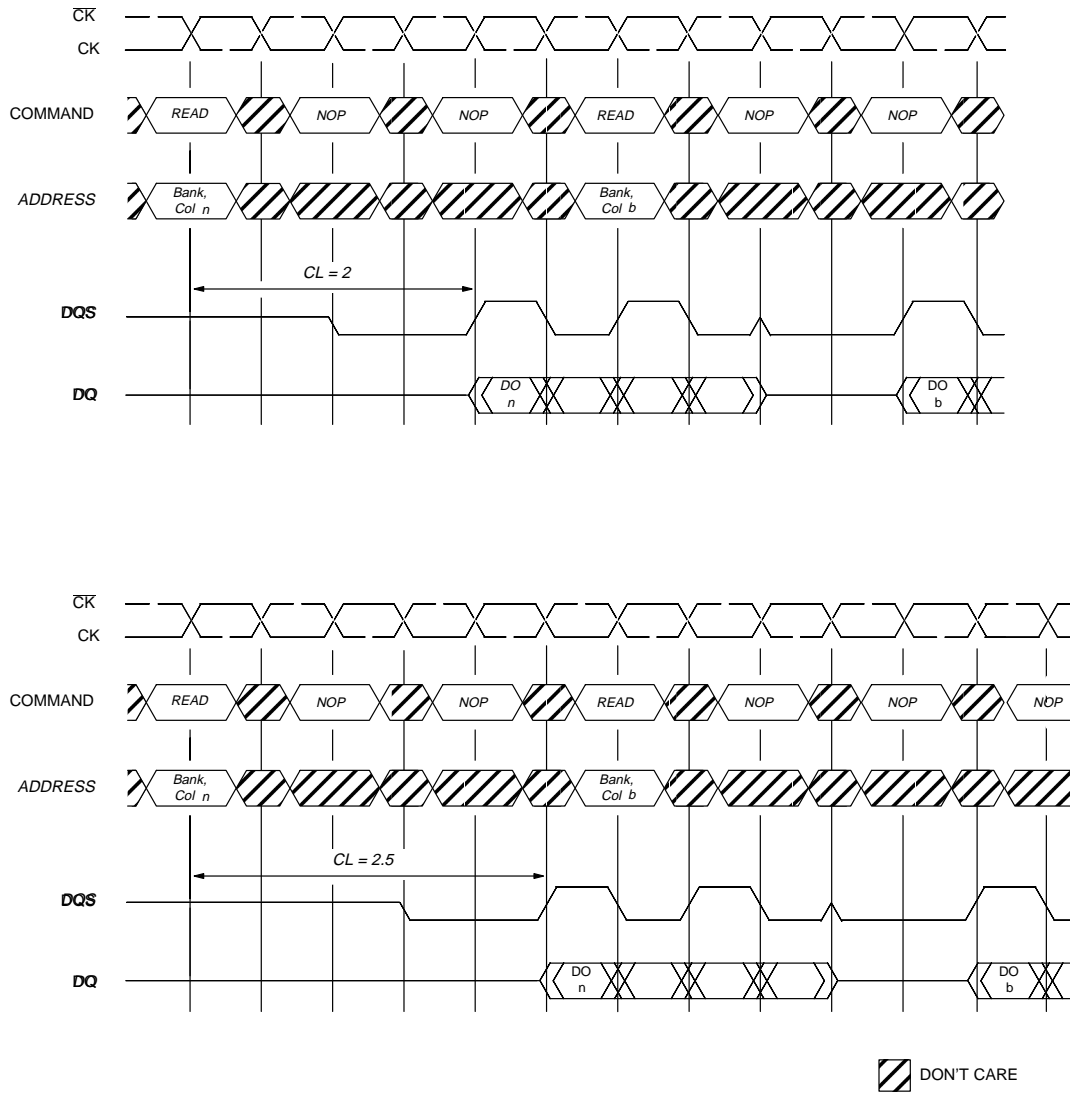 CK
CK
COMMAND READ NOP NOP READ NOP NOP
ADDRESS Bank, Col n Bank, Col b
CL = 2
DQS
DQ DO n DO b
CK
CK
COMMAND READ NOP NOP READ NOP NOP NOP
ADDRESS Bank, Col n Bank, Col b
CL = 2.5
DQS
DQ DO n DO b
DON'T CARE